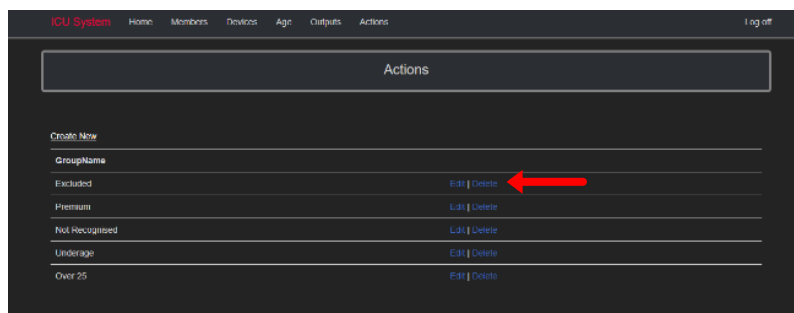 ICU System Home Members Devices Age Outputs Actions Log off
Actions
Create New
GroupName
Excluded Edit | Delete
Premium Edit | Delete
Not Recognised Edit | Delete
Underage Edit | Delete
Over 25 Edit | Delete